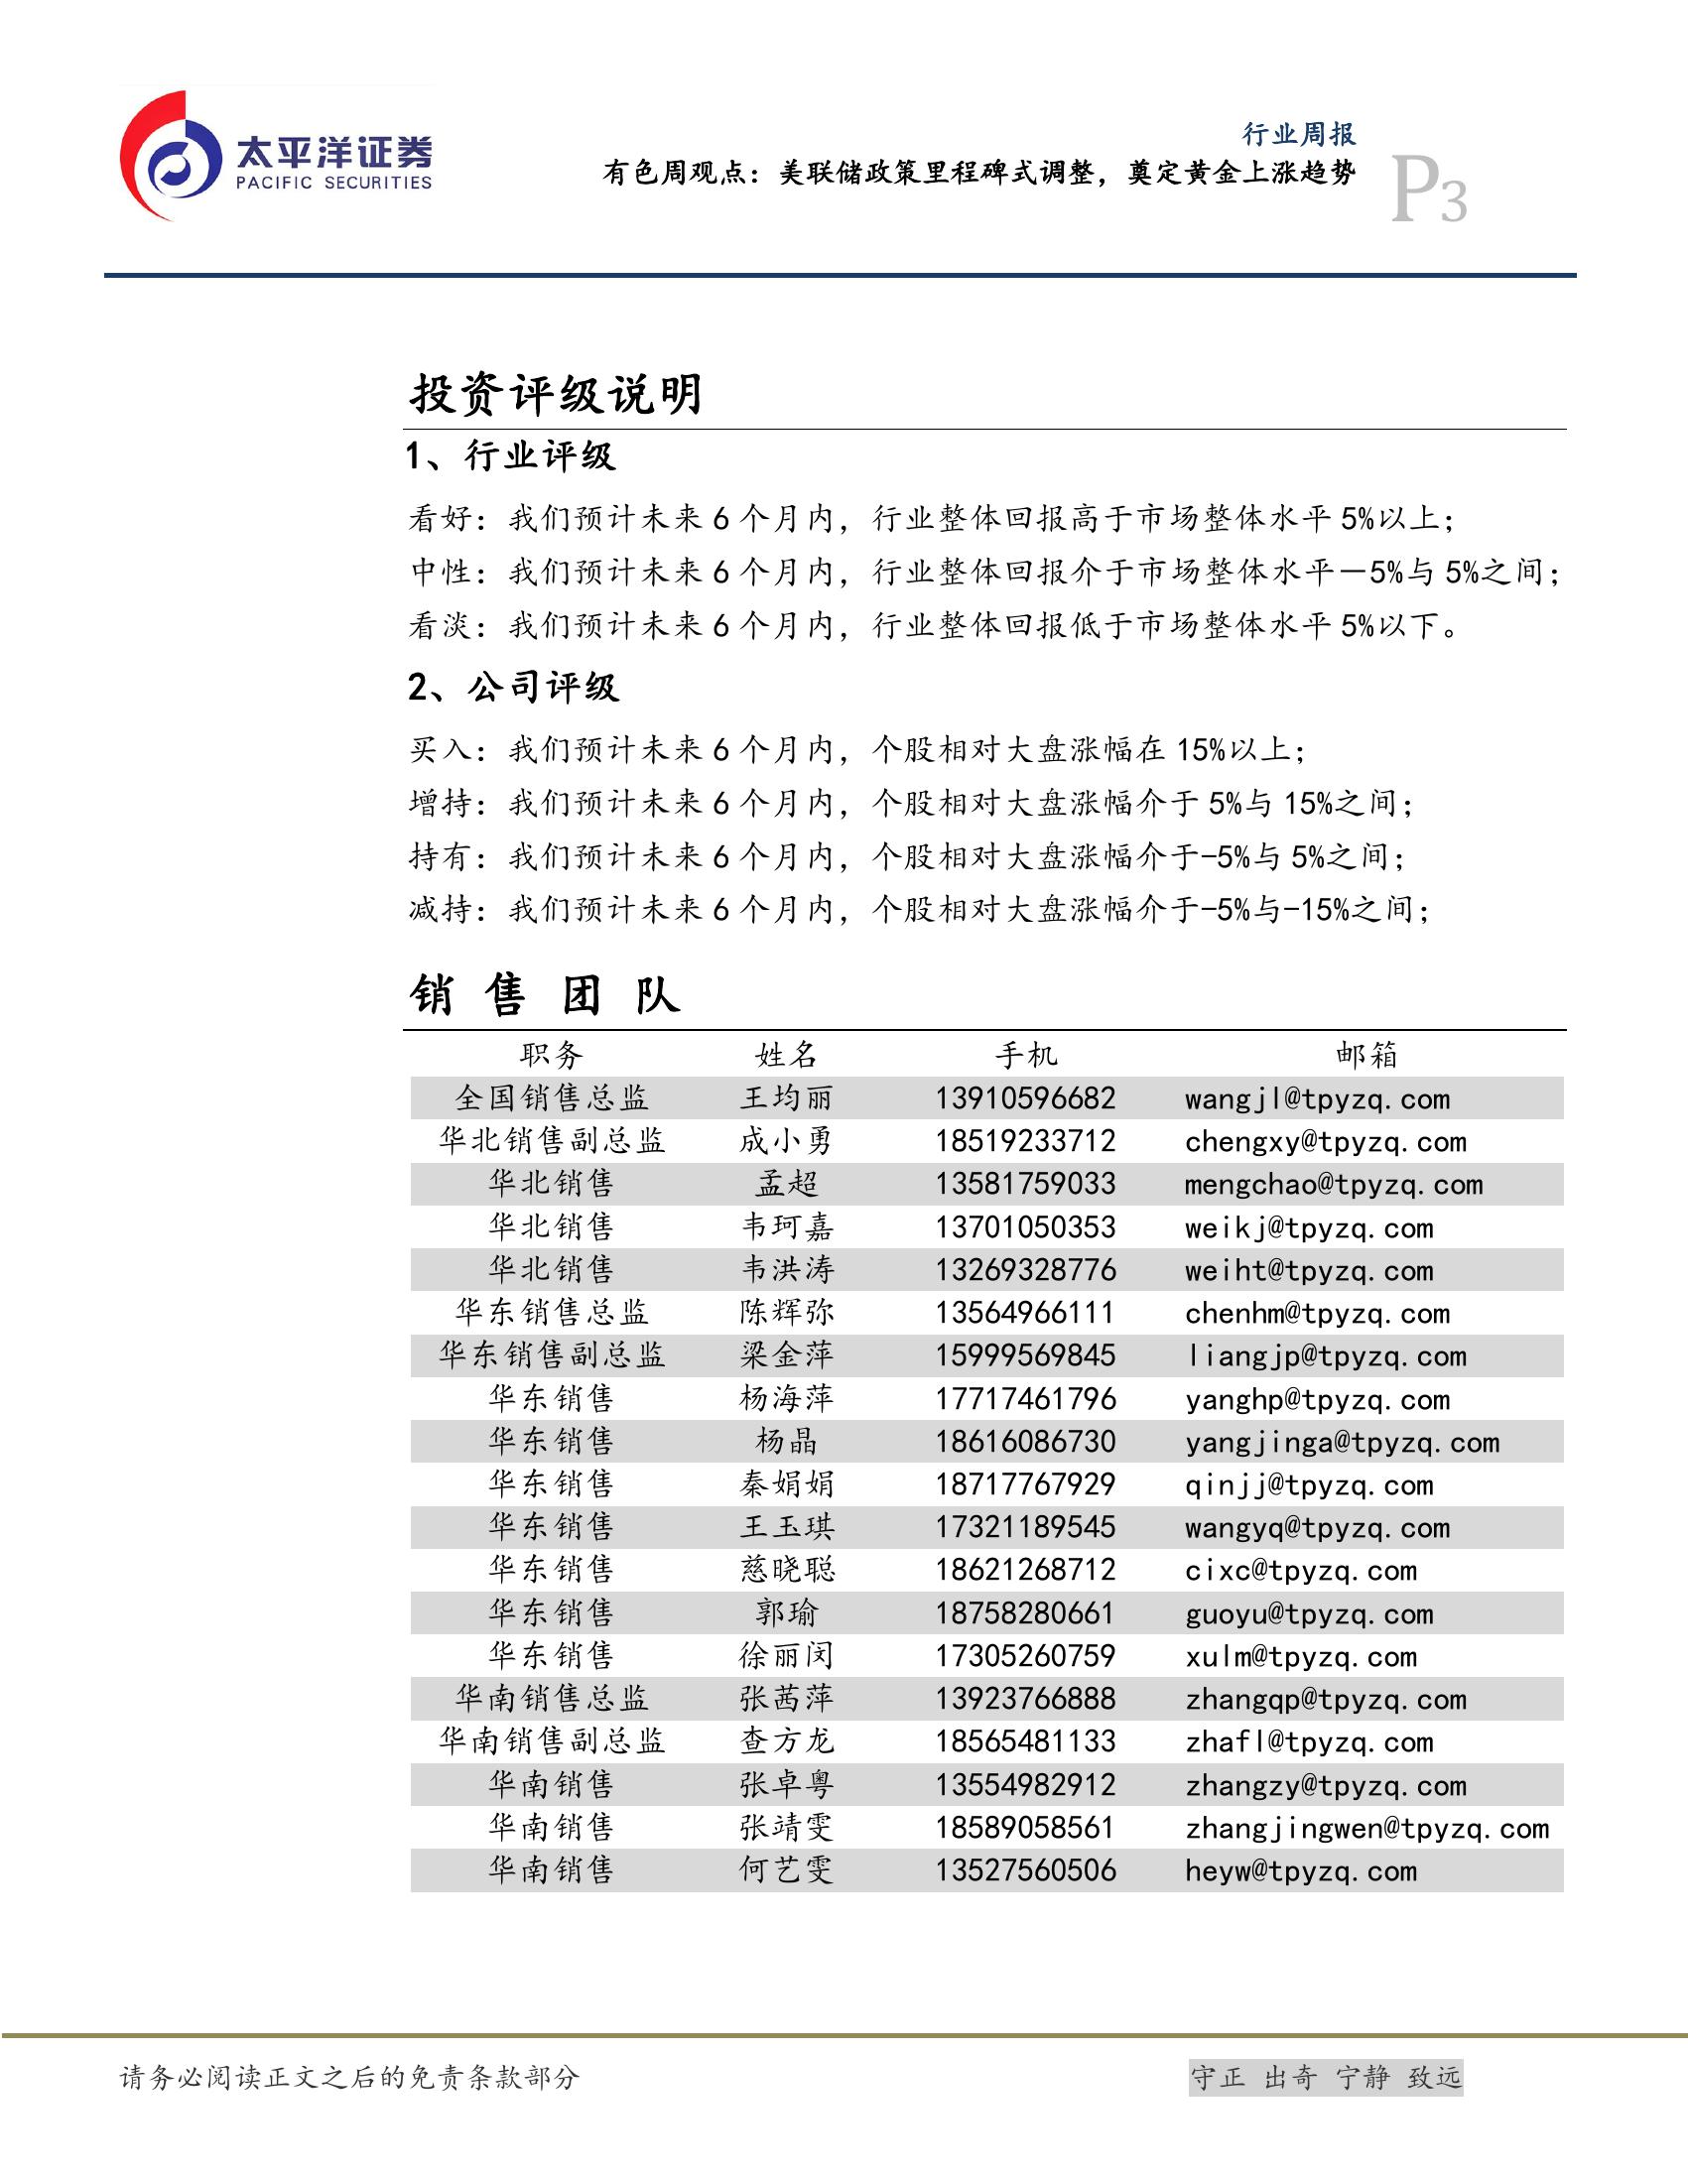 太平洋证券
PACIFIC SECURITIES
行业周报
有色周观点：美联储政策里程碑式调整，奠定黄金上涨趋势
P3
投资评级说明
1、行业评级
看好：我们预计未来 6 个月内，行业整体回报高于市场整体水平 5%以上；
中性：我们预计未来 6 个月内，行业整体回报介于市场整体水平－5%与 5%之间；
看淡：我们预计未来 6 个月内，行业整体回报低于市场整体水平 5%以下。
2、公司评级
买入：我们预计未来 6 个月内，个股相对大盘涨幅在 15%以上；
增持：我们预计未来 6 个月内，个股相对大盘涨幅介于 5%与 15%之间；
持有：我们预计未来 6 个月内，个股相对大盘涨幅介于-5%与 5%之间；
减持：我们预计未来 6 个月内，个股相对大盘涨幅介于-5%与-15%之间；
销 售 团 队
职务 姓名 手机 邮箱
全国销售总监 王均丽 13910596682 wangjl@tpyzq.com
华北销售副总监 成小勇 18519233712 chengxy@tpyzq.com
华北销售 孟超 13581759033 mengchao@tpyzq.com
华北销售 韦珂嘉 13701050353 weikj@tpyzq.com
华北销售 韦洪涛 13269328776 weiht@tpyzq.com
华东销售总监 陈辉弥 13564966111 chenhm@tpyzq.com
华东销售副总监 梁金萍 15999569845 liangjp@tpyzq.com
华东销售 杨海萍 17717461796 yanghp@tpyzq.com
华东销售 杨晶 18616086730 yangjinga@tpyzq.com
华东销售 秦娟娟 18717767929 qinjj@tpyzq.com
华东销售 王玉琪 17321189545 wangyq@tpyzq.com
华东销售 慈晓聪 18621268712 cixc@tpyzq.com
华东销售 郭瑜 18758280661 guoyu@tpyzq.com
华东销售 徐丽闵 17305260759 xulm@tpyzq.com
华南销售总监 张茜萍 13923766888 zhangqp@tpyzq.com
华南销售副总监 查方龙 18565481133 zhafl@tpyzq.com
华南销售 张卓粤 13554982912 zhangzy@tpyzq.com
华南销售 张靖雯 18589058561 zhangjingwen@tpyzq.com
华南销售 何艺雯 13527560506 heyw@tpyzq.com
请务必阅读正文之后的免责条款部分
守正 出奇 宁静 致远